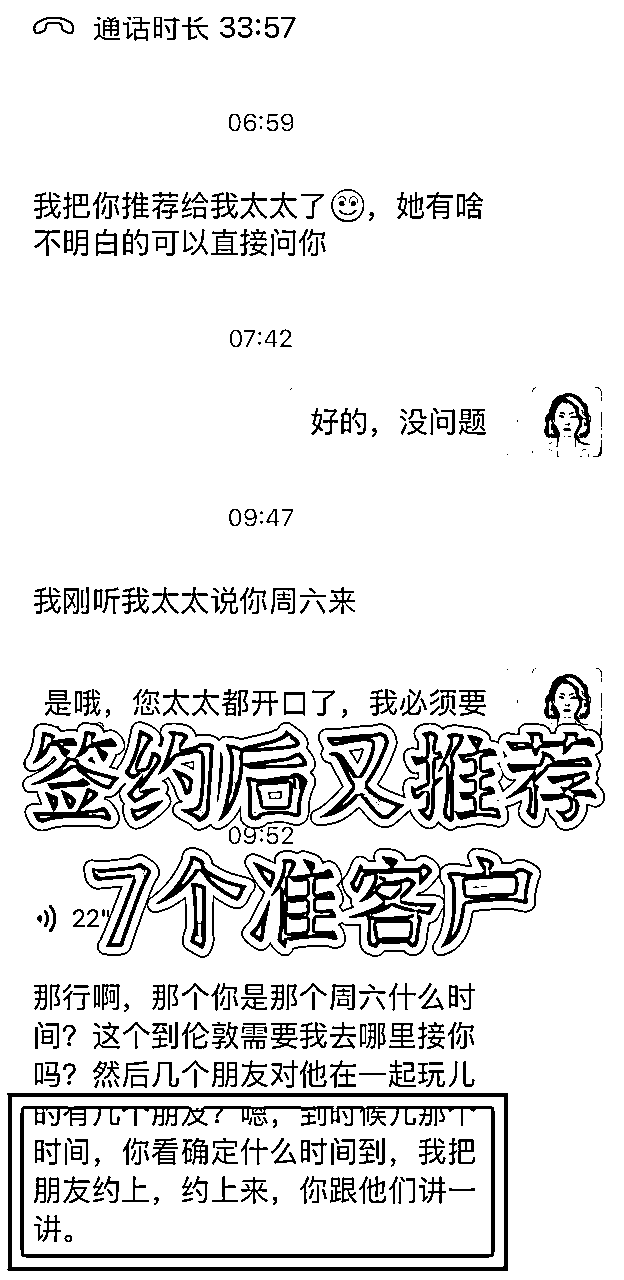 通话时长 33:57
06:59
我把你推荐给我太太了，她有啥
不明白的可以直接问你
07:42
好的，没问题
09:47
我刚听我太太说你周六来
是哦，您太太都开口了，我必须要
签约后又推荐
09:52
7个准客户
22"
那行啊，那个你是那个周六什么时
间？这个到伦敦需要我去哪里接你
吗？然后几个朋友对他在一起玩儿
的有几个朋友？嗯，到时候儿那个
时间，你看确定什么时间到，我把
朋友约上，约上来，你跟他们讲一
讲。